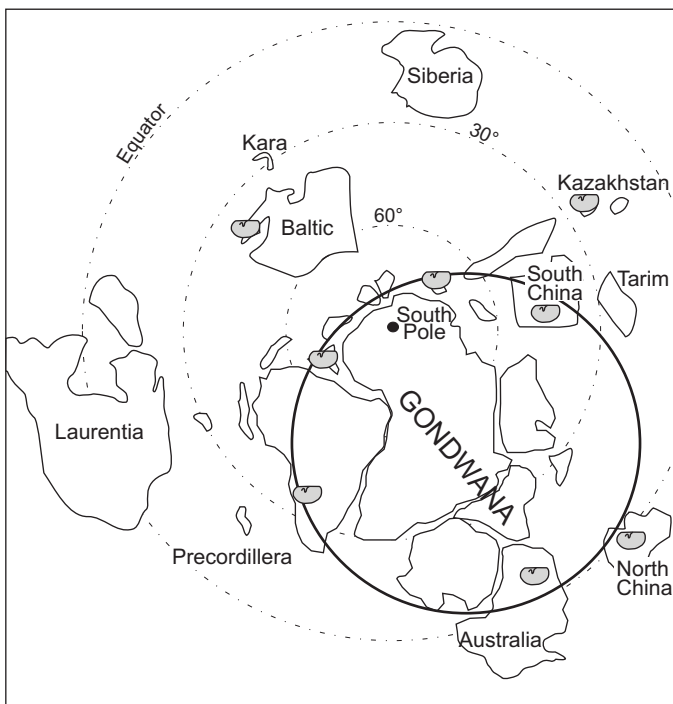 Siberia
Equator
30°
Kara
Kazakhstan
60°
Baltic
South
China
Tarim
South
Pole
GONDWANA
Laurentia
Precordillera
North
China
Australia